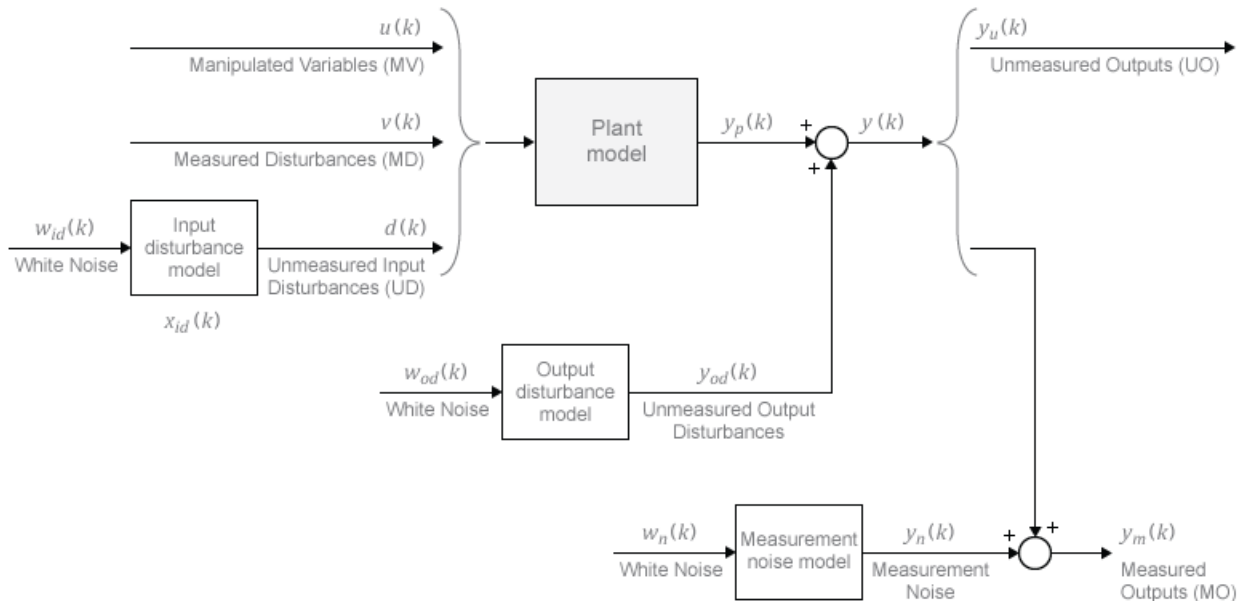 u(k)
Manipulated Variables (MV)
v(k)
Measured Disturbances (MD)
w_id(k)
White Noise
Input
disturbance
model
x_id(k)
d(k)
Unmeasured Input
Disturbances (UD)
Plant
model
y_p(k)
+
+
y(k)
y_u(k)
Unmeasured Outputs (UO)
w_od(k)
White Noise
Output
disturbance
model
y_od(k)
Unmeasured Output
Disturbances
w_n(k)
White Noise
Measurement
noise model
y_n(k)
Measurement
Noise
+
+
y_m(k)
Measured
Outputs (MO)